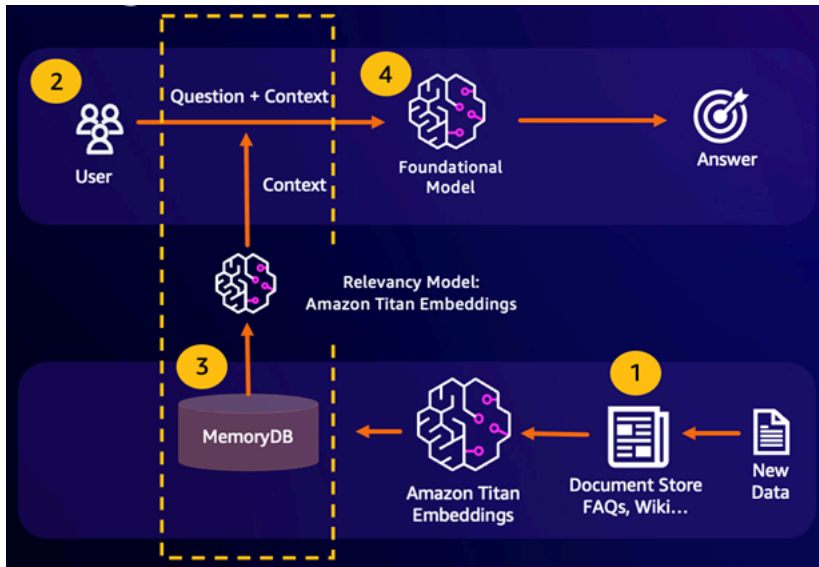 2
4
Question + Context
User
Foundational
Model
Answer
Context
Relevancy Model:
Amazon Titan Embeddings
3
1
MemoryDB
Amazon Titan
Embeddings
Document Store
FAQs, Wiki...
New
Data